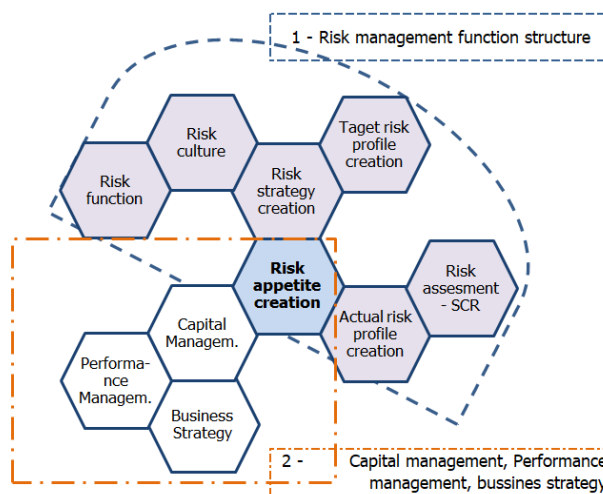 1 - Risk management function structure
Taget risk
profile
creation
Risk
culture
Risk
function
Risk
strategy
creation
Risk
appetite
creation
Risk
assesment
- SCR
Actual risk
profile
creation
Capital
Managem.
Performa-
nce
Managem.
Business
Strategy
2 - Capital management, Performance
management, bussines strategy